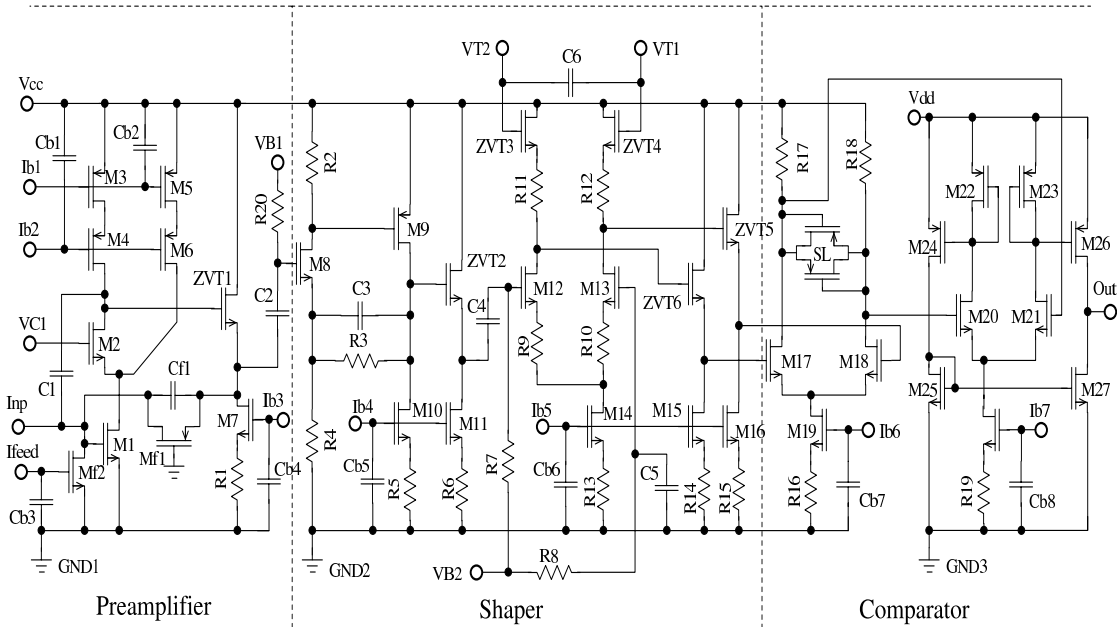 VT2
C6
VT1
Vcc
Vdd
Cb1
Cb2
VB1
R2
ZVT3
ZVT4
R17
R18
Ib1
M3
M5
R20
R11
R12
M22
M23
Ib2
M4
M6
M8
M9
ZVT5
SL
M24
M26
ZVT1
ZVT2
ZVT6
C2
C3
C4
M12
M13
Out
VC1
M2
R3
R9
R10
M17
M18
M20
M21
C1
Cf1
M25
M27
Inp
M7
Ib3
R4
Ib4
M10
M11
Ib5
M14
M15
M16
M19
Ib6
Ib7
M1
Mf1
Ifeed
Mf2
R1
Cb4
Cb5
R5
R6
R7
Cb6
R13
C5
R14
R15
R16
Cb7
R19
Cb8
Cb3
GND1
GND2
VB2
R8
GND3
Preamplifier
Shaper
Comparator